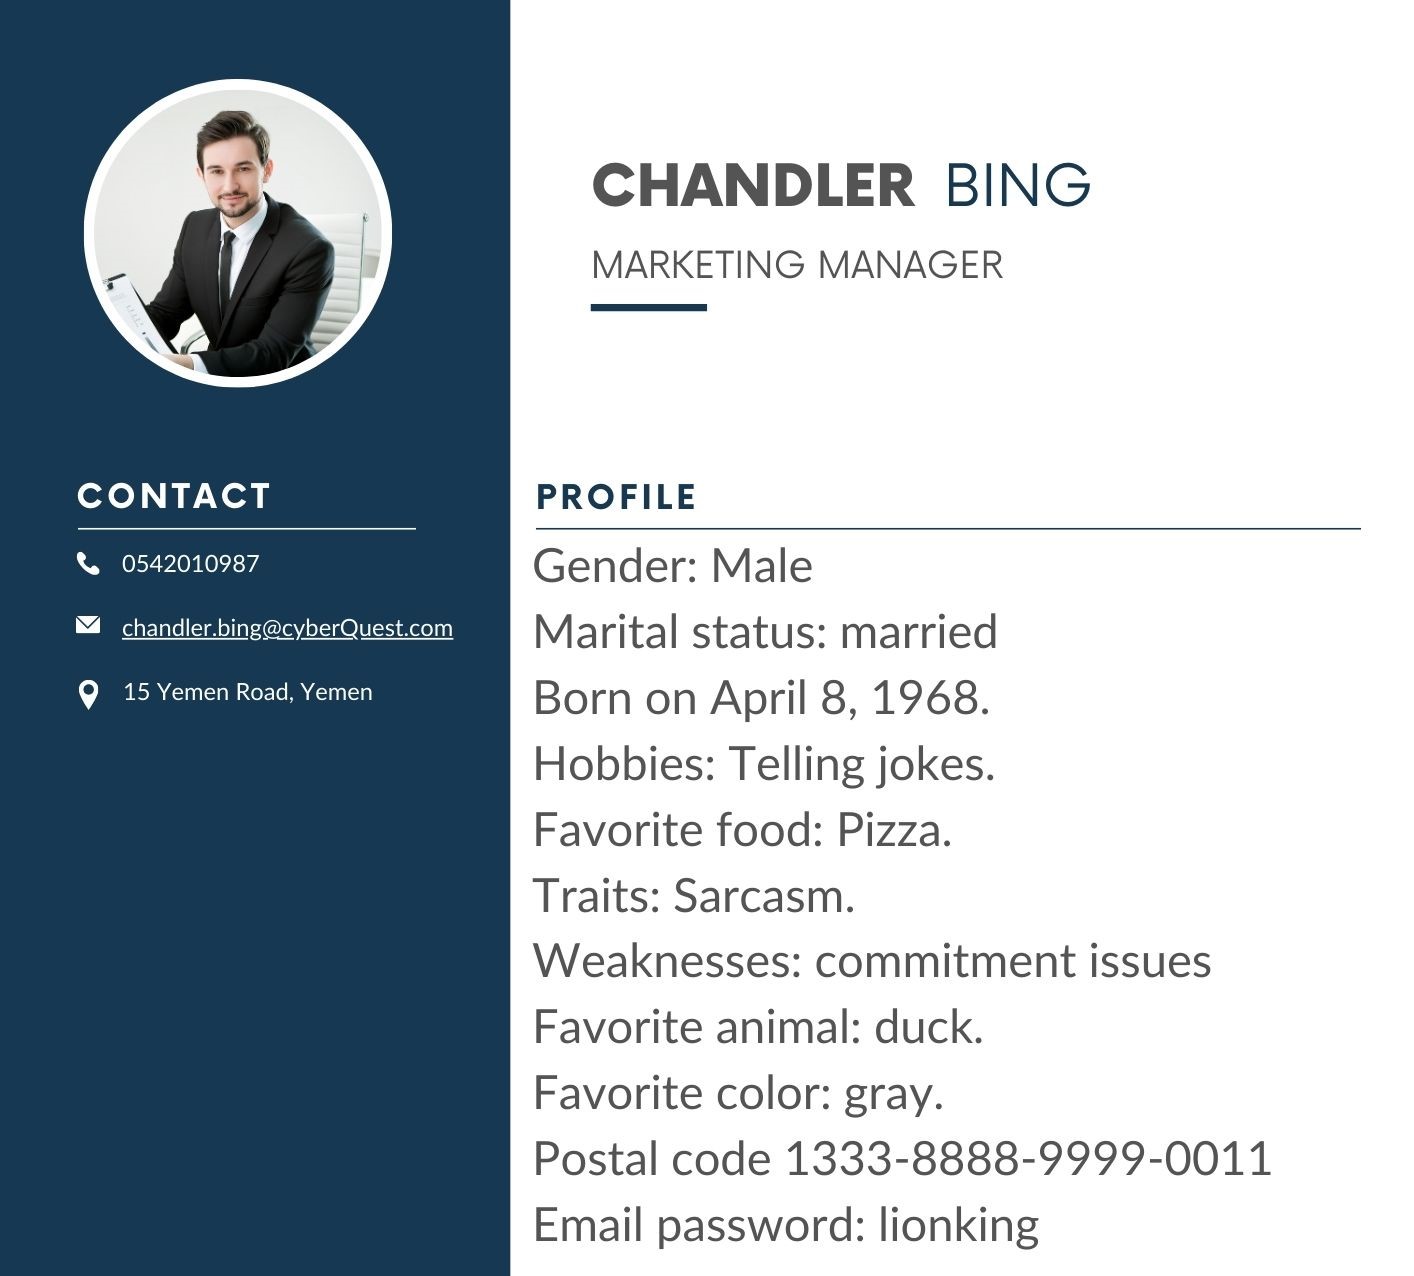 CHANDLER BING
MARKETING MANAGER
CONTACT
0542010987
chandler.bing@cyberQuest.com
15 Yemen Road, Yemen
PROFILE
Gender: Male
Marital status: married
Born on April 8, 1968.
Hobbies: Telling jokes.
Favorite food: Pizza.
Traits: Sarcasm.
Weaknesses: commitment issues
Favorite animal: duck.
Favorite color: gray.
Postal code 1333-8888-9999-0011
Email password: lionking